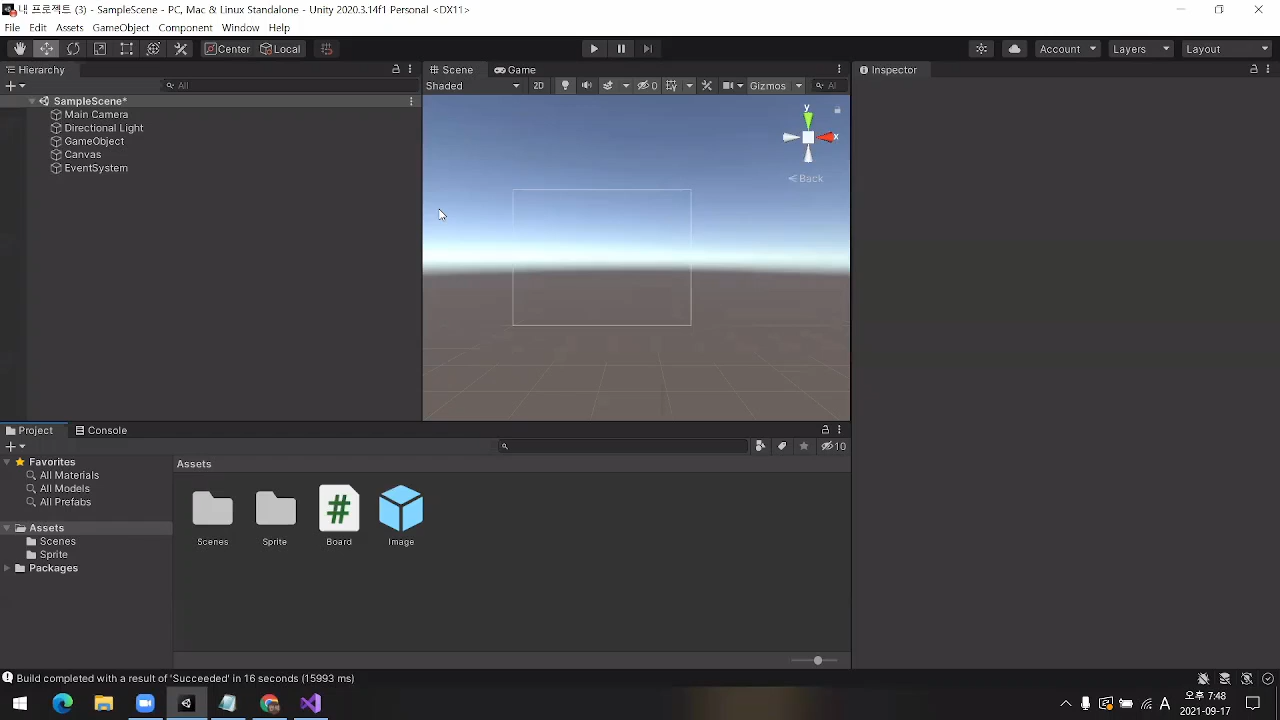 내 프로젝트 (3) - SampleScene - PC, Mac & Linux Standalone - Unity 2020.3.14f1 Personal <DX11>
File Edit Assets GameObject Component Window Help
Center Local Account Layers Layout
Hierarchy Scene Game Inspector
All Shaded 2D 0 Gizmos Al
SampleScene*
Main Camera
Directional Light
GameObject
Canvas
EventSystem
y
x
Back
Project Console
10
Favorites Assets
All Materials
All Models
All Prefabs
Assets
Scenes
Sprite
Packages
#
Scenes Sprite Board Image
Build completed with a result of 'Succeeded' in 16 seconds (15993 ms)
A
오후 7:48
2021-09-17